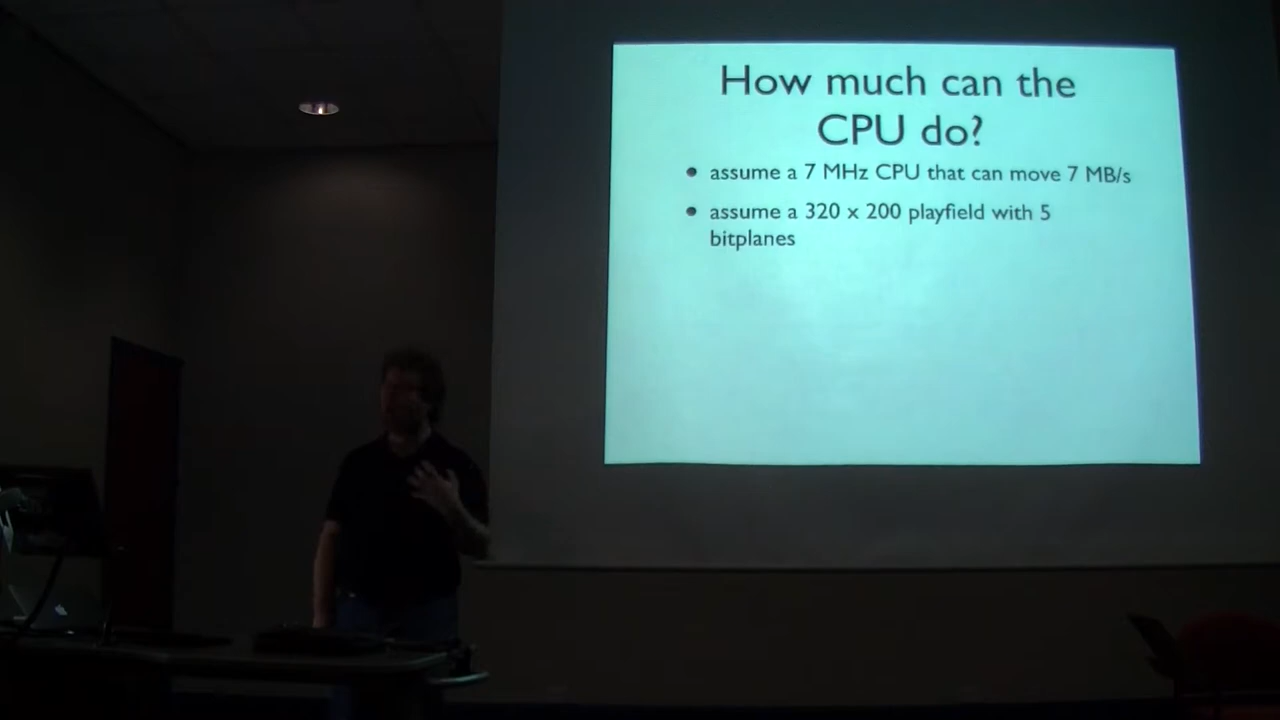 How much can the
CPU do?
• assume a 7 MHz CPU that can move 7 MB/s
• assume a 320 x 200 playfield with 5
bitplanes